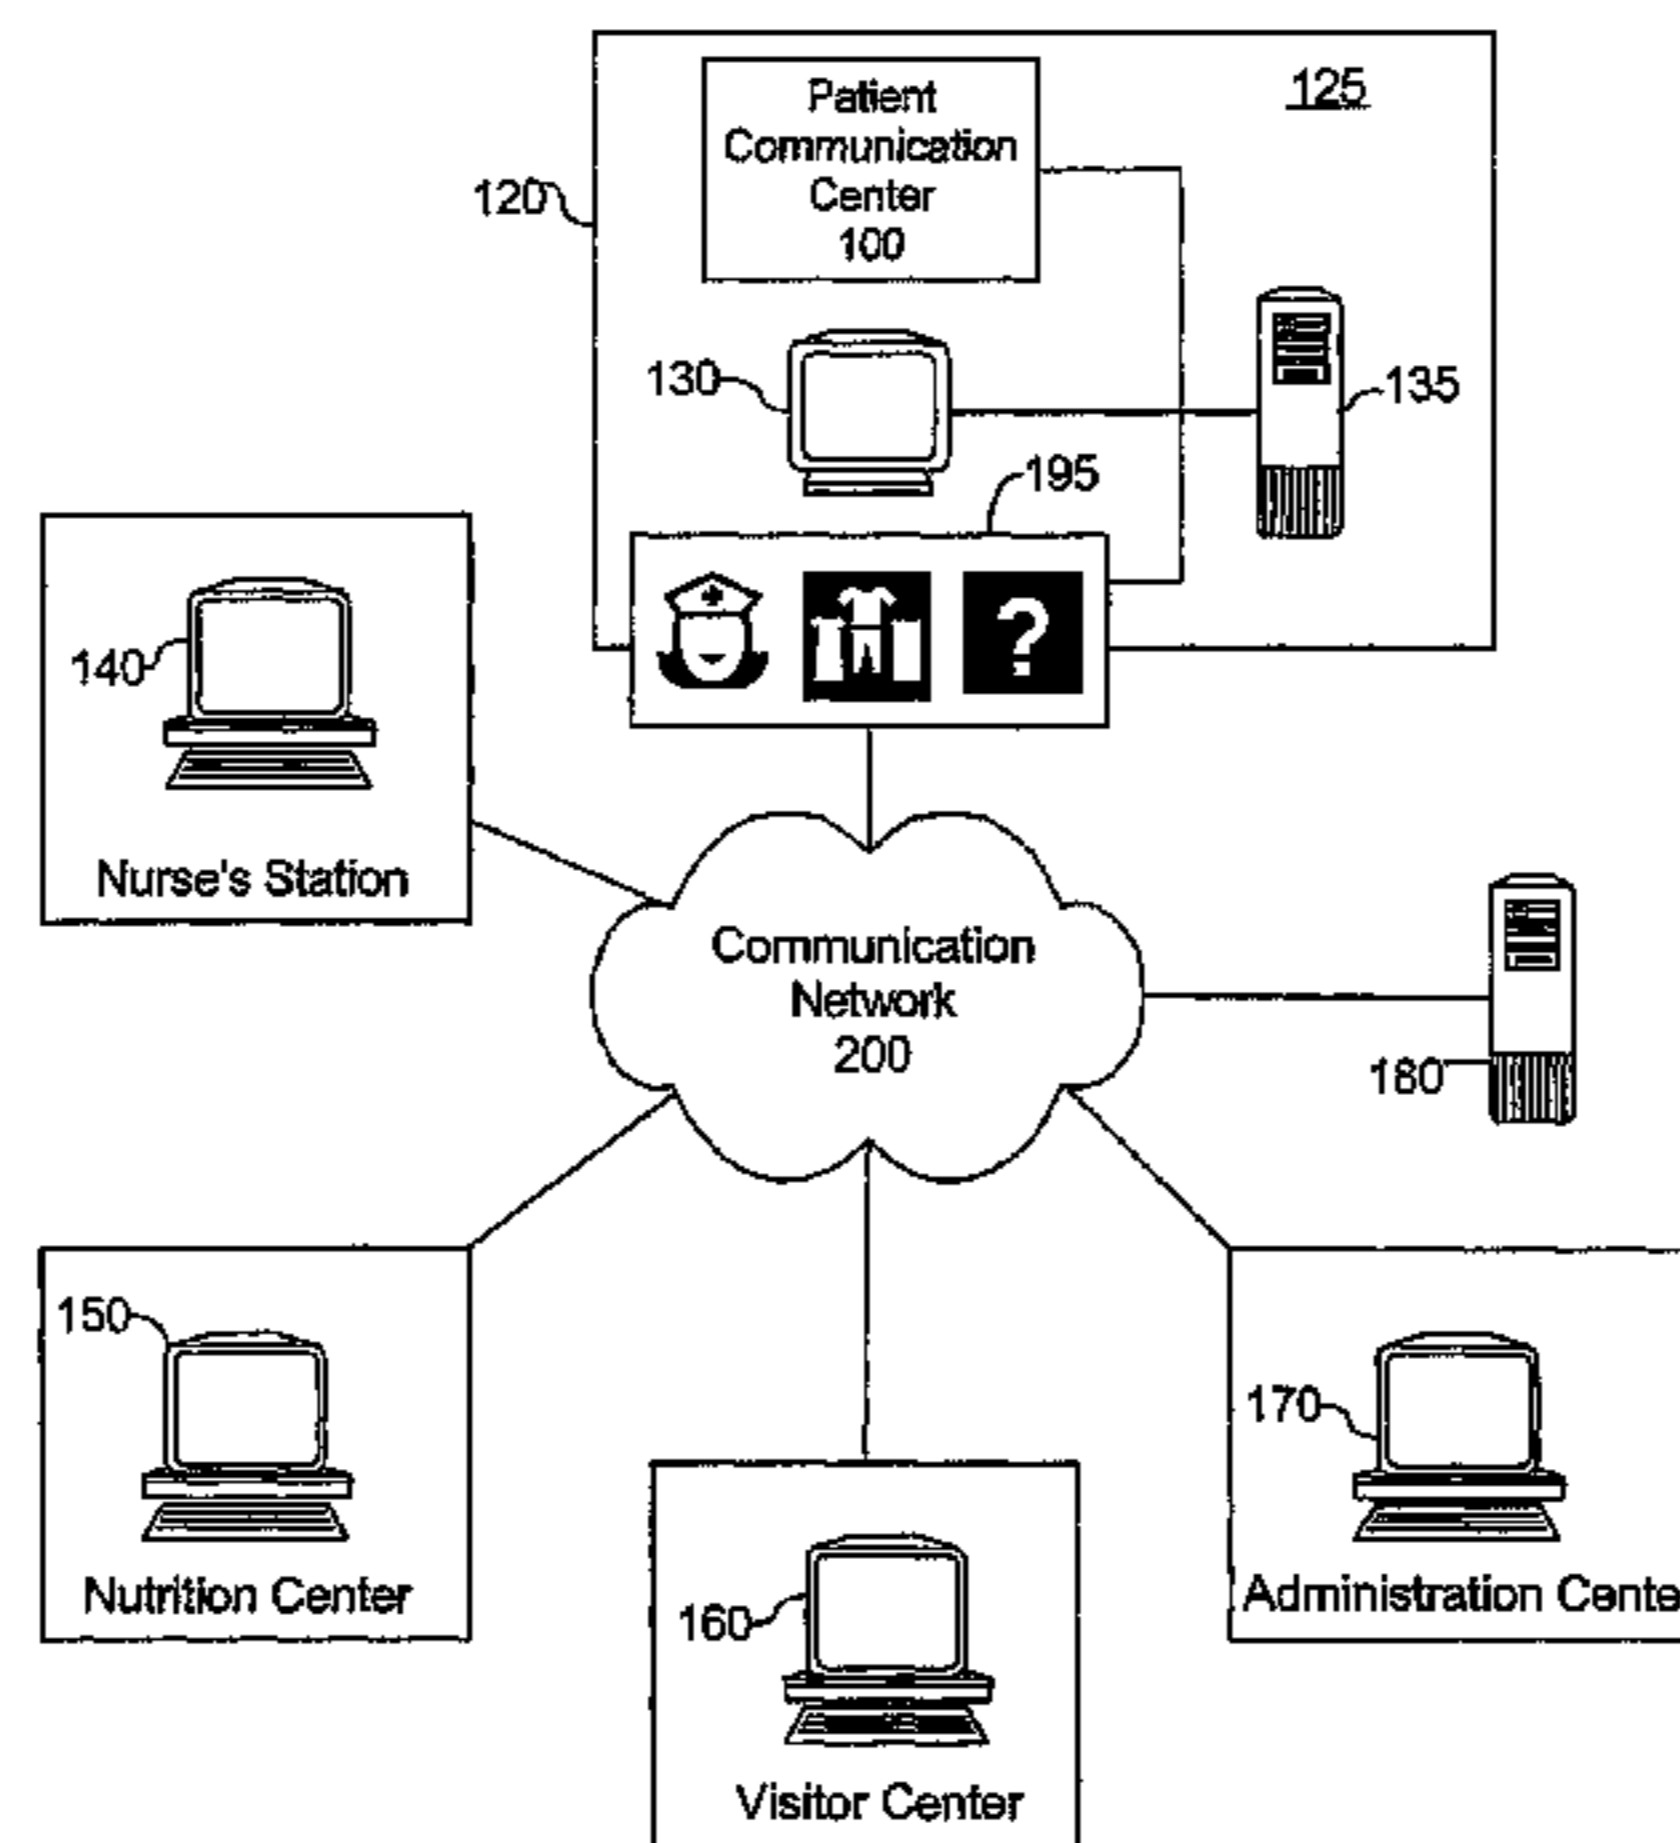 125
Patient
Communication
Center
100
120
130
135
195
?
140
Nurse's Station
Communication
Network
200
180
150
Nutrition Center
170
Administration Cente
160
Visitor Center